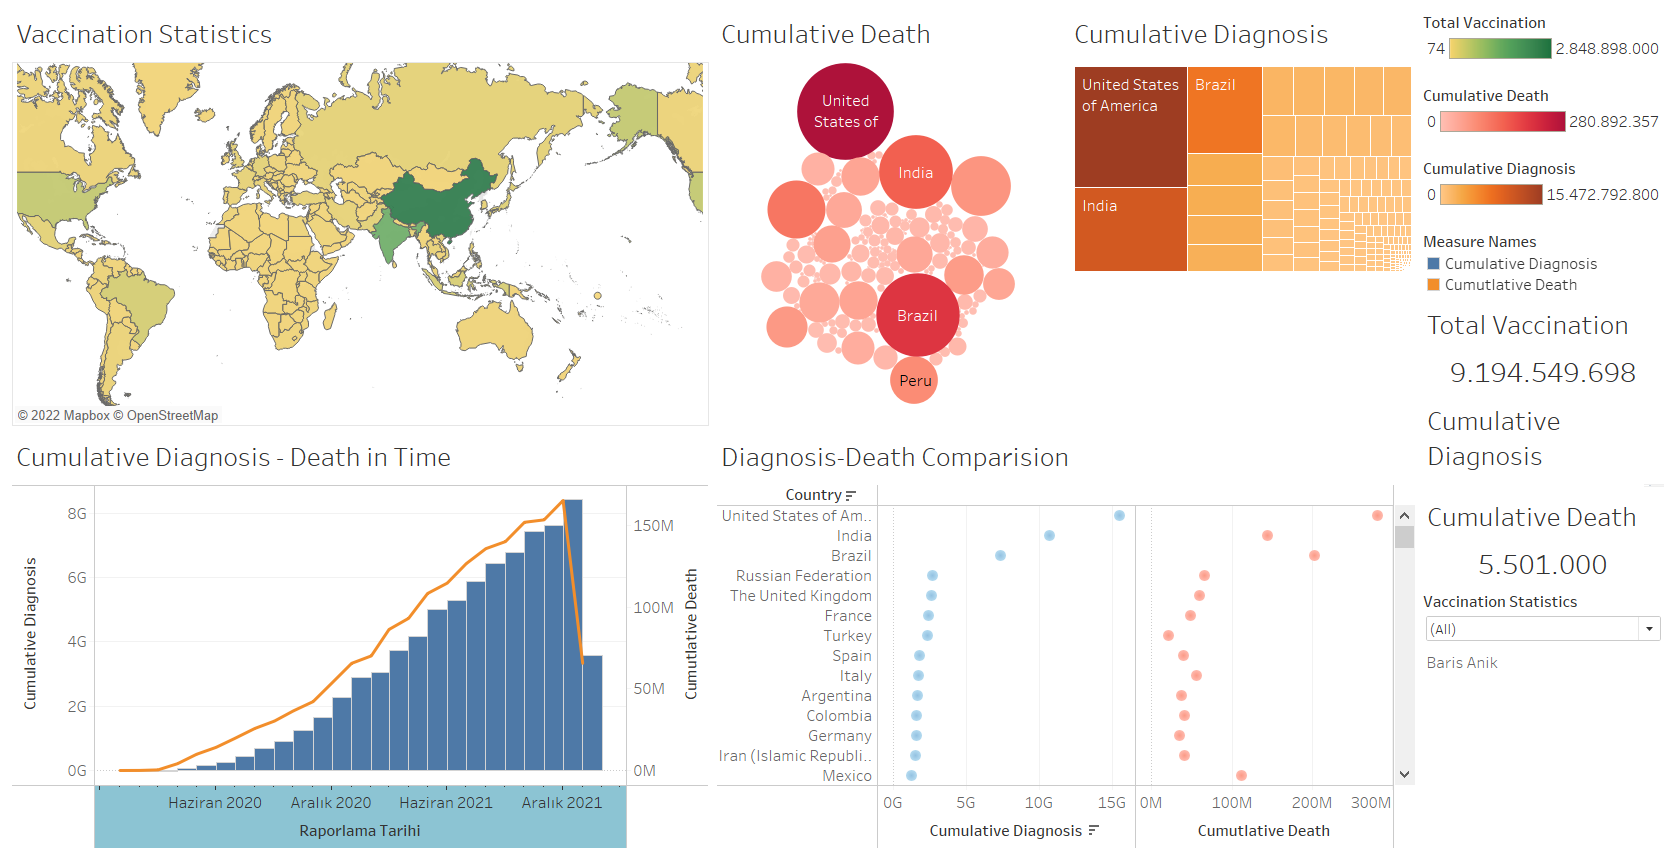 Vaccination Statistics
© 2022 Mapbox © OpenStreetMap
Cumulative Death
United
States of
India
Brazil
Peru
Cumulative Diagnosis
United States
of America
Brazil
India
Total Vaccination
74
2.848.898.000
Cumulative Death
0
280.892.357
Cumulative Diagnosis
0
15.472.792.800
Measure Names
Cumulative Diagnosis
Cumutlative Death
Total Vaccination
9.194.549.698
Cumulative
Diagnosis
Cumulative Death
5.501.000
Vaccination Statistics
(All)
Baris Anik
Cumulative Diagnosis - Death in Time
Cumulative Diagnosis
8G
6G
4G
2G
0G
150M
100M
50M
0M
Cumutlative Death
Haziran 2020
Aralık 2020
Haziran 2021
Aralık 2021
Raporlama Tarihi
Diagnosis-Death Comparision
Country
United States of Am..
India
Brazil
Russian Federation
The United Kingdom
France
Turkey
Spain
Italy
Argentina
Colombia
Germany
Iran (Islamic Republi..
Mexico
0G
5G
10G
15G
0M
100M
200M
300M
Cumulative Diagnosis
Cumutlative Death